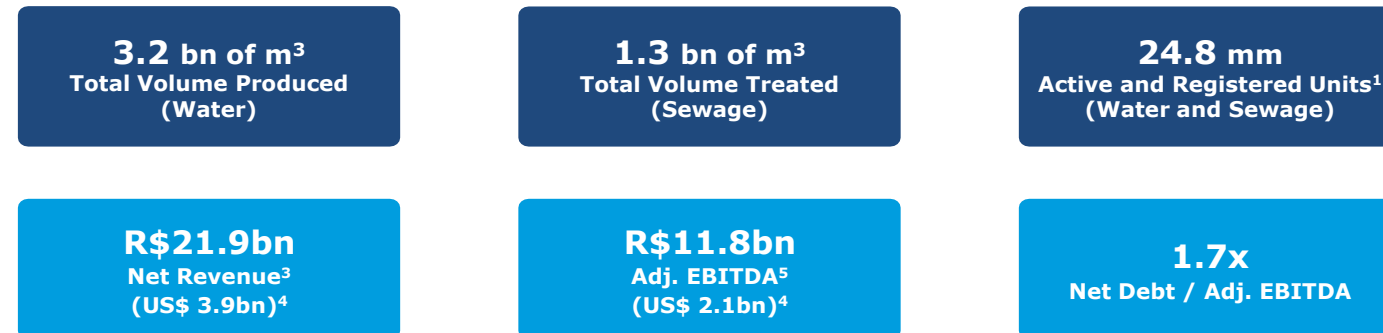 3.2 bn of m³
Total Volume Produced
(Water)
1.3 bn of m³
Total Volume Treated
(Sewage)
24.8 mm
Active and Registered Units¹
(Water and Sewage)
R$21.9bn
Net Revenue³
(US$ 3.9bn)⁴
R$11.8bn
Adj. EBITDA⁵
(US$ 2.1bn)⁴
1.7x
Net Debt / Adj. EBITDA